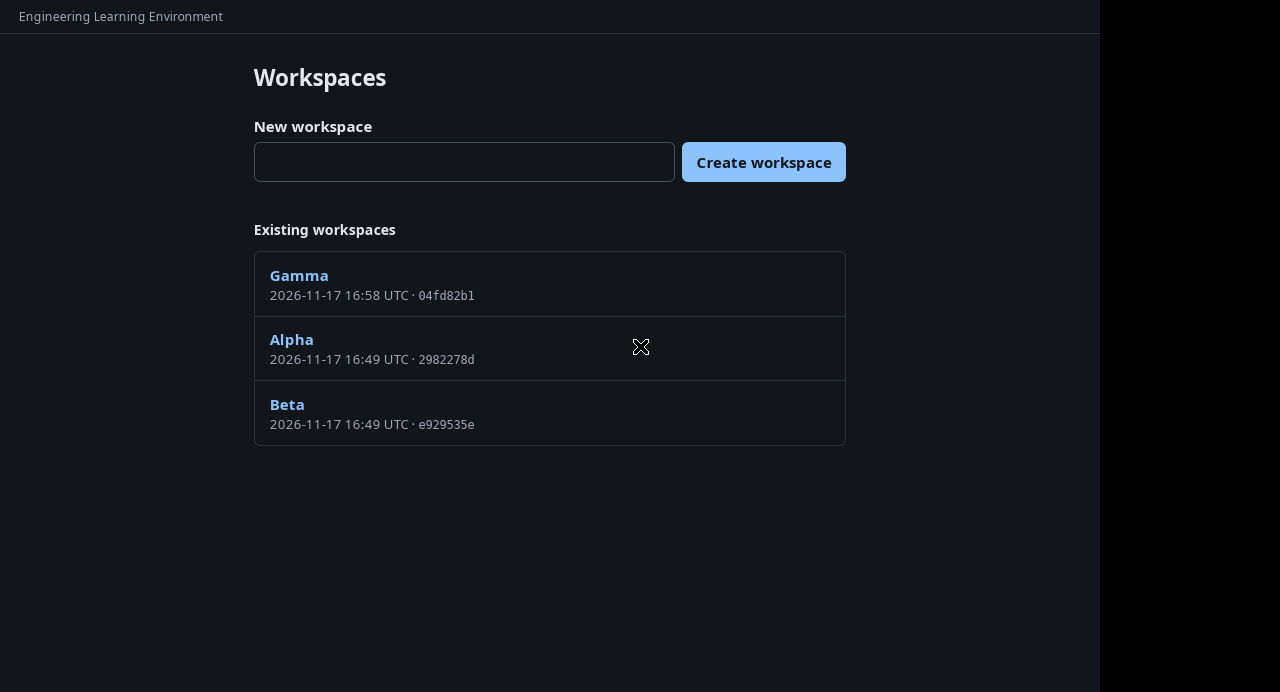 Engineering Learning Environment
Workspaces
New workspace
Create workspace
Existing workspaces
Gamma
2026-11-17 16:58 UTC · 04fd82b1
Alpha
2026-11-17 16:49 UTC · 2982278d
Beta
2026-11-17 16:49 UTC · e929535e